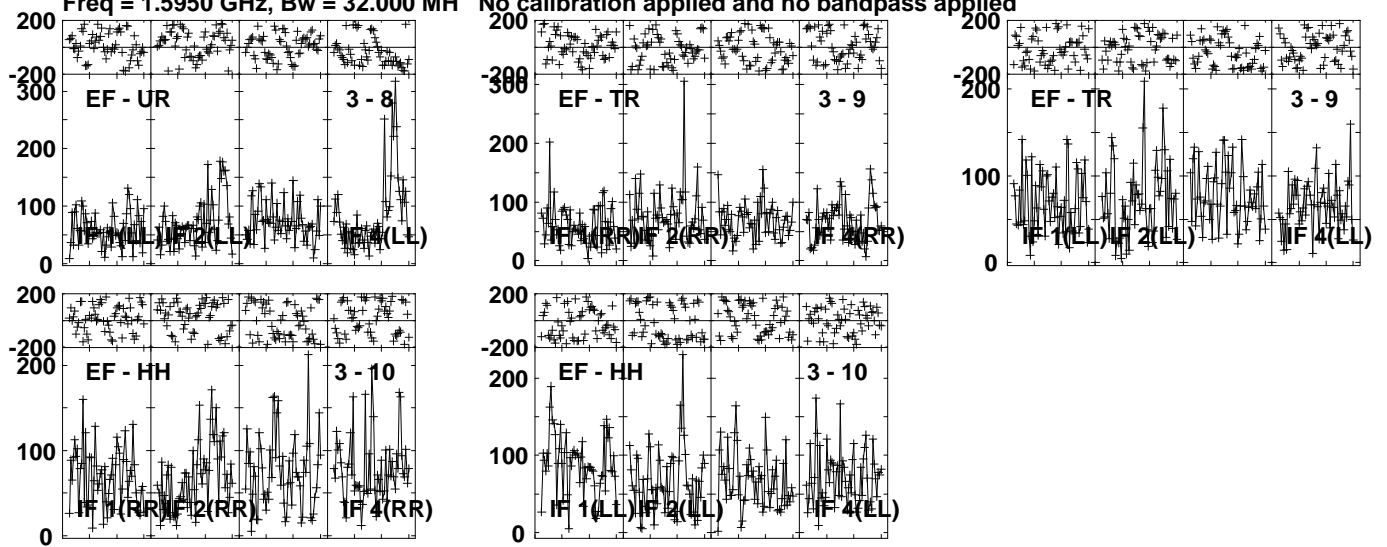 Freq = 1.5950 GHz, Bw = 32.000 MH No calibration applied and no bandpass applied
200
-200
300
200
100
0
EF - UR 3 - 8
IF 1(LL) IF 2(LL) IF 4(LL)
200
-200
300
200
100
0
EF - TR 3 - 9
IF 1(RR) IF 2(RR) IF 4(RR)
200
-200
200
100
0
EF - TR 3 - 9
IF 1(LL) IF 2(LL) IF 4(LL)
200
-200
200
100
0
EF - HH 3 - 10
IF 1(RR) IF 2(RR) IF 4(RR)
200
-200
200
100
0
EF - HH 3 - 10
IF 1(LL) IF 2(LL) IF 4(LL)